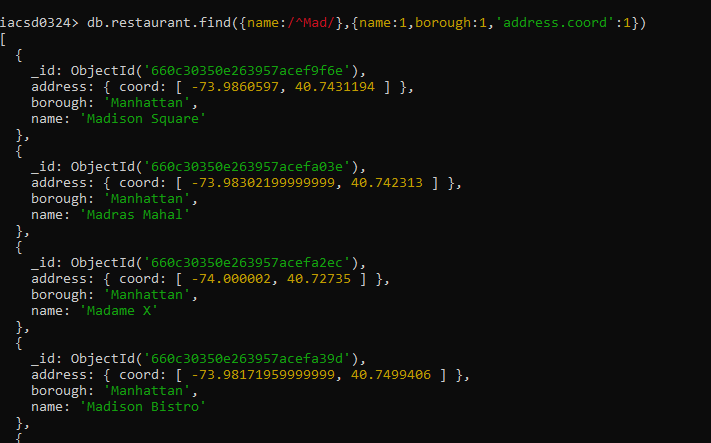 iacsd0324> db.restaurant.find({name:/^Mad/},{name:1,borough:1,'address.coord':1})
[
  {
    _id: ObjectId('660c30350e263957acef9f6e'),
    address: { coord: [ -73.9860597, 40.7431194 ] },
    borough: 'Manhattan',
    name: 'Madison Square'
  },
  {
    _id: ObjectId('660c30350e263957acefa03e'),
    address: { coord: [ -73.98302199999999, 40.742313 ] },
    borough: 'Manhattan',
    name: 'Madras Mahal'
  },
  {
    _id: ObjectId('660c30350e263957acefa2ec'),
    address: { coord: [ -74.000002, 40.72735 ] },
    borough: 'Manhattan',
    name: 'Madame X'
  },
  {
    _id: ObjectId('660c30350e263957acefa39d'),
    address: { coord: [ -73.98171959999999, 40.7499406 ] },
    borough: 'Manhattan',
    name: 'Madison Bistro'
  },
  {